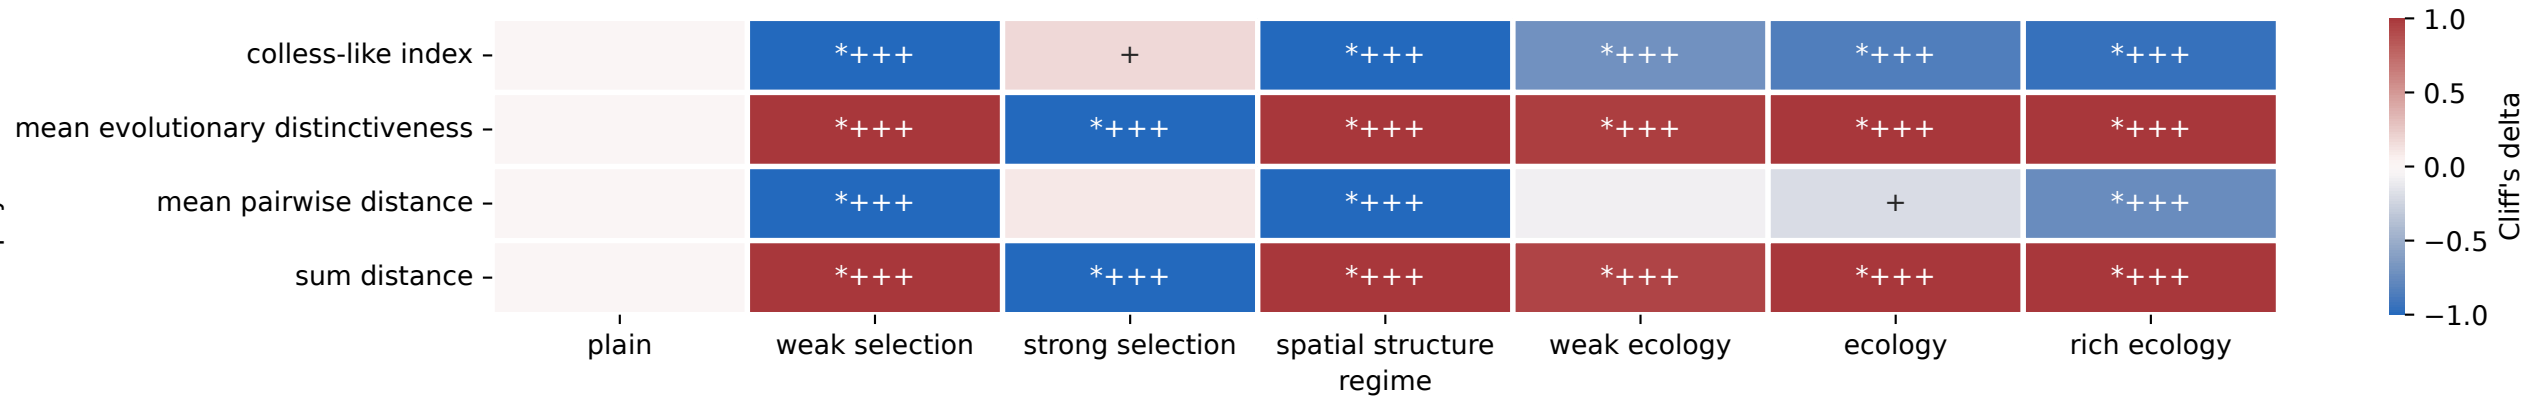 colless-like index
*+++
+
*+++
*+++
*+++
*+++
mean evolutionary distinctiveness
*+++
*+++
*+++
*+++
*+++
*+++
mean pairwise distance
*+++
*+++
+
*+++
sum distance
*+++
*+++
*+++
*+++
*+++
*+++
plain
weak selection
strong selection
spatial structure
weak ecology
ecology
rich ecology
regime
1.0
0.5
0.0
−0.5
−1.0
Cliff's delta